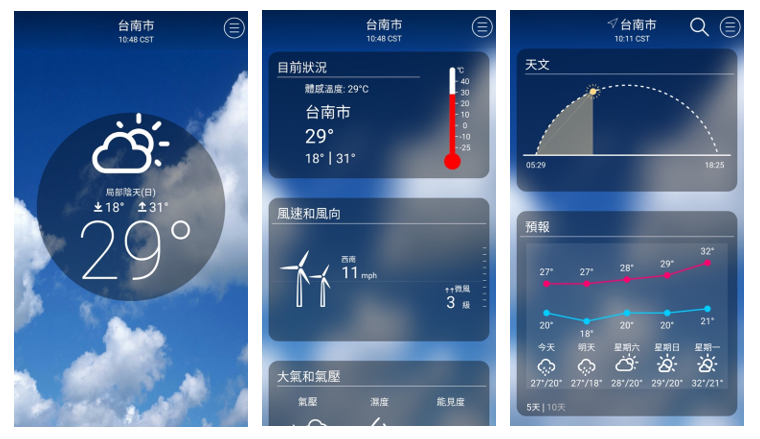 台南市
10:48 CST
局部陰天(日)
18° 31°
29°
台南市
10:48 CST
目前狀況
體感溫度: 29°C
台南市
29°
18° | 31°
°C
40
30
20
10
0
-10
-25
風速和風向
西南
11 mph
↑↑微風
3 級
大氣和氣壓
氣壓 濕度 能見度
台南市
10:11 CST
天文
05:29 18:25
預報
27° 27° 28° 29° 32°
20° 18° 20° 20° 21°
今天 明天 星期六 星期日 星期一
27°/20° 27°/18° 28°/20° 29°/20° 32°/21°
5天 | 10天